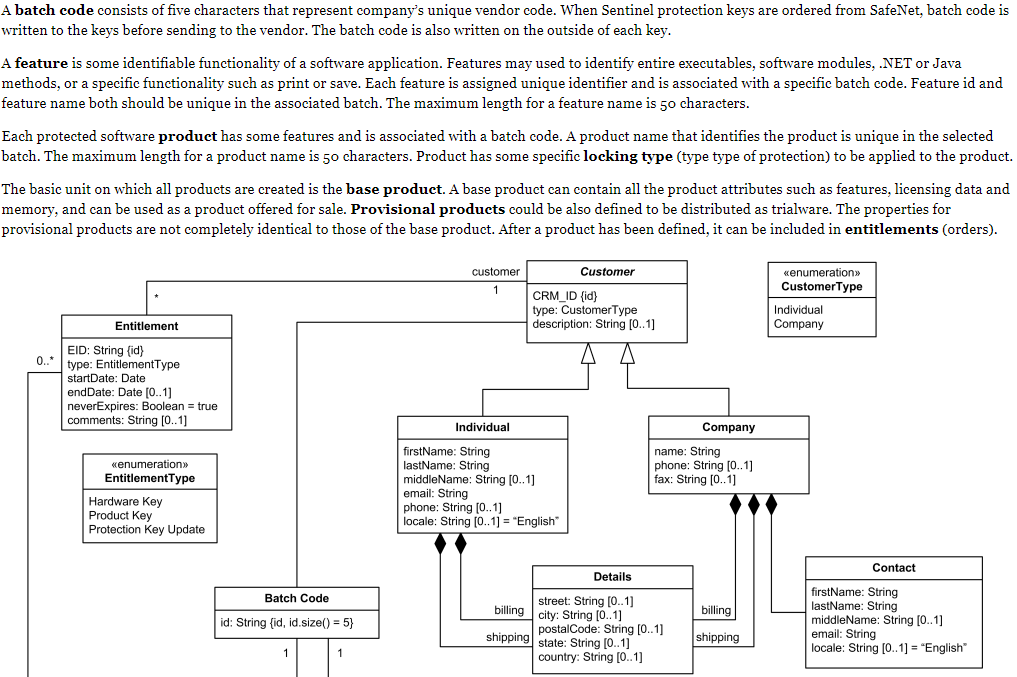 A batch code consists of five characters that represent company's unique vendor code. When Sentinel protection keys are ordered from SafeNet, batch code is
written to the keys before sending to the vendor. The batch code is also written on the outside of each key.
A feature is some identifiable functionality of a software application. Features may used to identify entire executables, software modules, .NET or Java
methods, or a specific functionality such as print or save. Each feature is assigned unique identifier and is associated with a specific batch code. Feature id and
feature name both should be unique in the associated batch. The maximum length for a feature name is 50 characters.
Each protected software product has some features and is associated with a batch code. A product name that identifies the product is unique in the selected
batch. The maximum length for a product name is 50 characters. Product has some specific locking type (type type of protection) to be applied to the product.
The basic unit on which all products are created is the base product. A base product can contain all the product attributes such as features, licensing data and
memory, and can be used as a product offered for sale. Provisional products could be also defined to be distributed as trialware. The properties for
provisional products are not completely identical to those of the base product. After a product has been defined, it can be included in entitlements (orders).
customer
1
*
Customer
CRM_ID {id}
type: CustomerType
description: String [0..1]
«enumeration»
CustomerType
Individual
Company
Entitlement
0..*
EID: String {id}
type: EntitlementType
startDate: Date
endDate: Date [0..1]
neverExpires: Boolean = true
comments: String [0..1]
«enumeration»
EntitlementType
Hardware Key
Product Key
Protection Key Update
Individual
firstName: String
lastName: String
middleName: String [0..1]
email: String
phone: String [0..1]
locale: String [0..1] = "English"
Company
name: String
phone: String [0..1]
fax: String [0..1]
Batch Code
id: String {id, id.size() = 5}
1
1
Details
street: String [0..1]
city: String [0..1]
postalCode: String [0..1]
state: String [0..1]
country: String [0..1]
billing
shipping
billing
shipping
Contact
firstName: String
lastName: String
middleName: String [0..1]
email: String
locale: String [0..1] = "English"